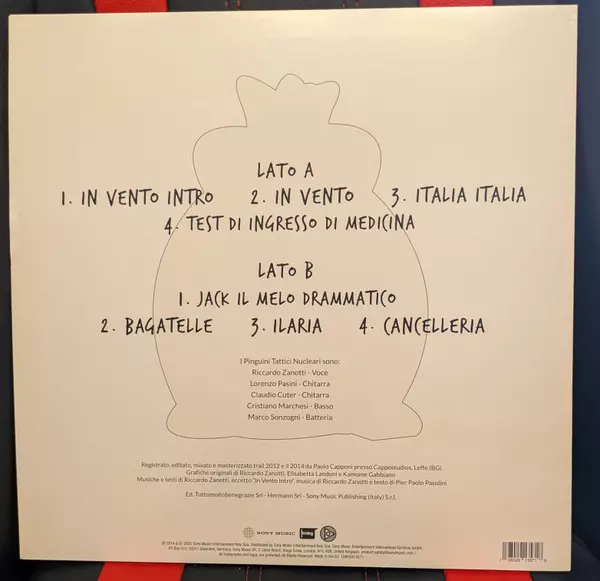 LATO A
1. IN VENTO INTRO 2. IN VENTO 3. ITALIA ITALIA
4. TEST DI INGRESSO DI MEDICINA
LATO B
1. JACK IL MELO DRAMMATICO
2. BAGATELLE 3. ILARIA 4. CANCELLERIA
I Pinguini Tattici Nucleari sono:
Riccardo Zanotti - Voce
Lorenzo Pasini - Chitarra
Claudio Cuter - Chitarra
Cristiano Marchesi - Basso
Marco Sonzogni - Batteria
Registrato, editato, mixato e masterizzato tra il 2012 e il 2014 da Paolo Capponi presso Cappostudios, Leffe (BG)
Grafiche originali di Riccardo Zanotti, Elisabetta Landoni e Kamome Gabbiano
Musiche e testi di Riccardo Zanotti, eccetto "In Vento Intro", musica di Riccardo Zanotti e testo di Pier Paolo Pasolini
Ed. Tuttomoltobenegrazie Srl - Hermann Srl - Sony Music Publishing (Italy) S.r.l.
SONY MUSIC